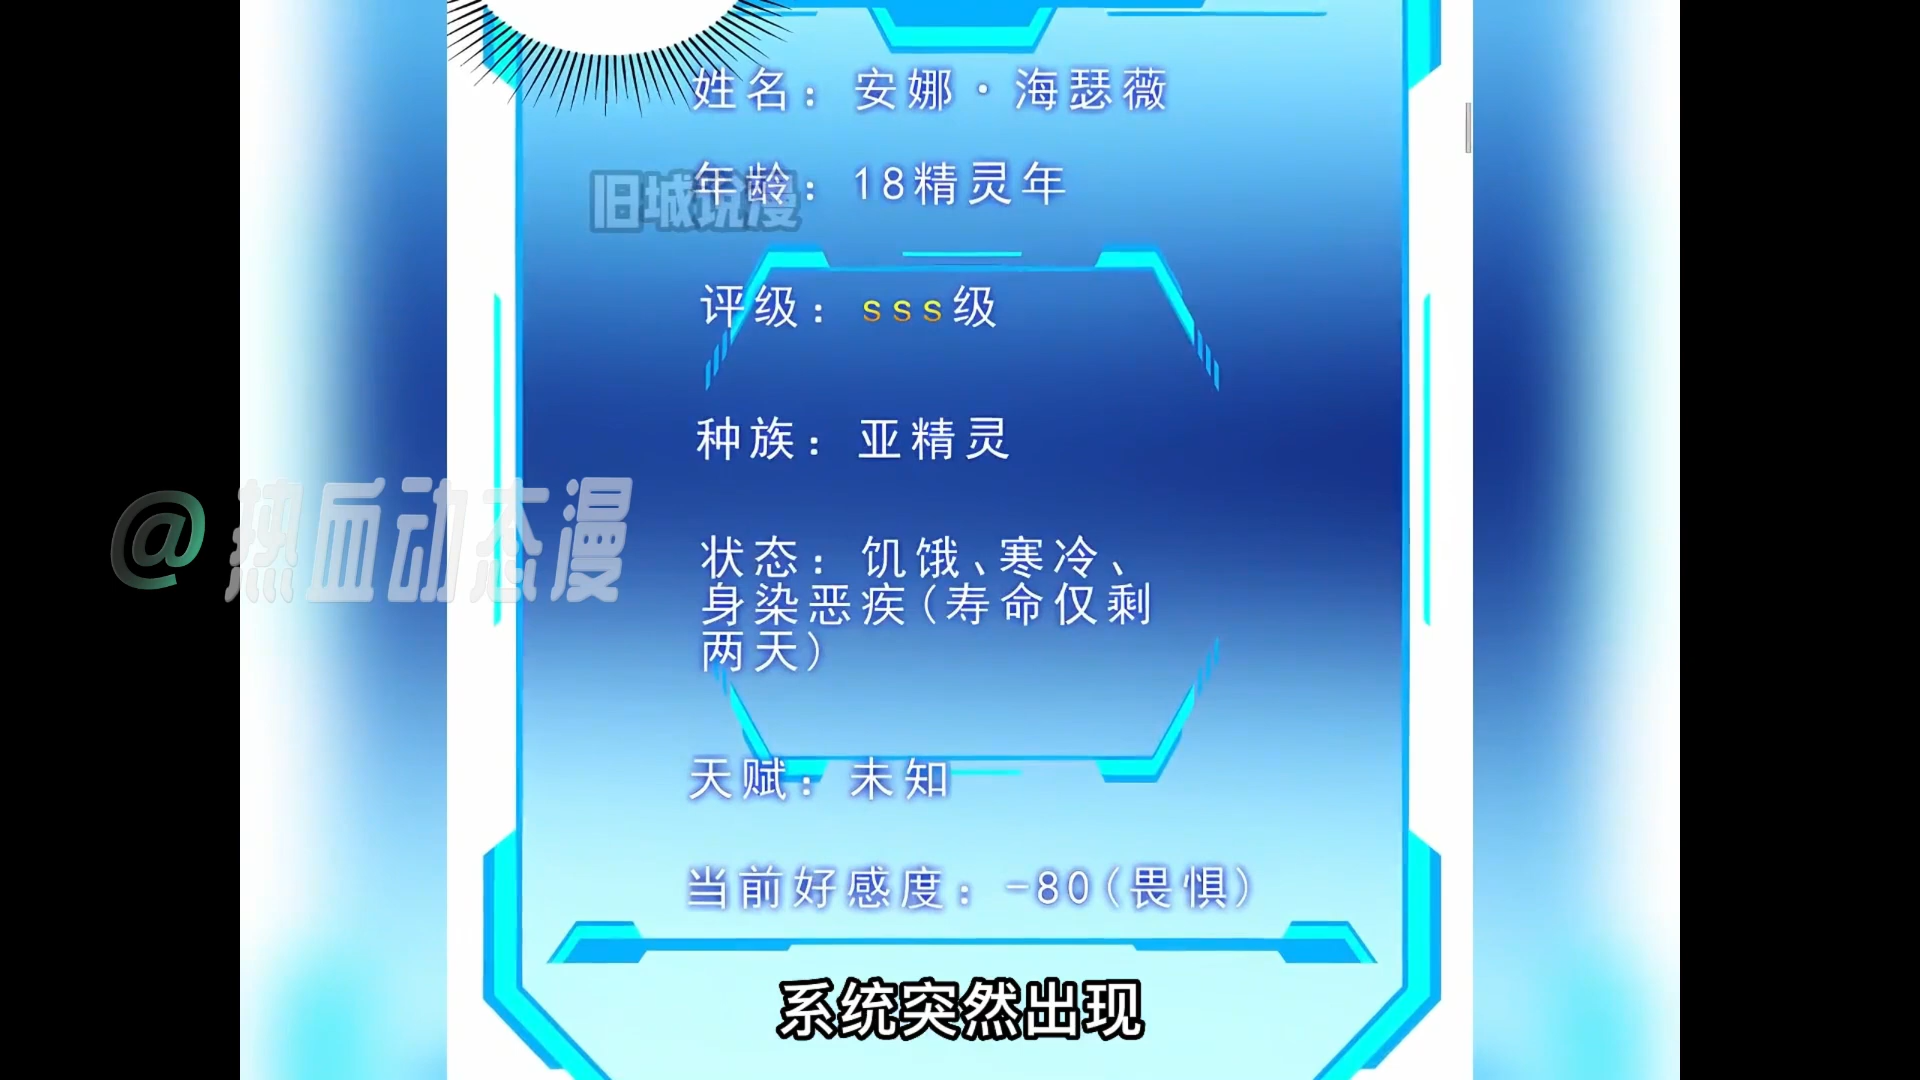 姓名：安娜·海瑟薇
年龄：18精灵年
旧城说漫
评级：sss级
种族：亚精灵
@热血动态漫
状态：饥饿、寒冷、
身染恶疾(寿命仅剩
两天)
天赋：未知
当前好感度：-80(畏惧)
系统突然出现